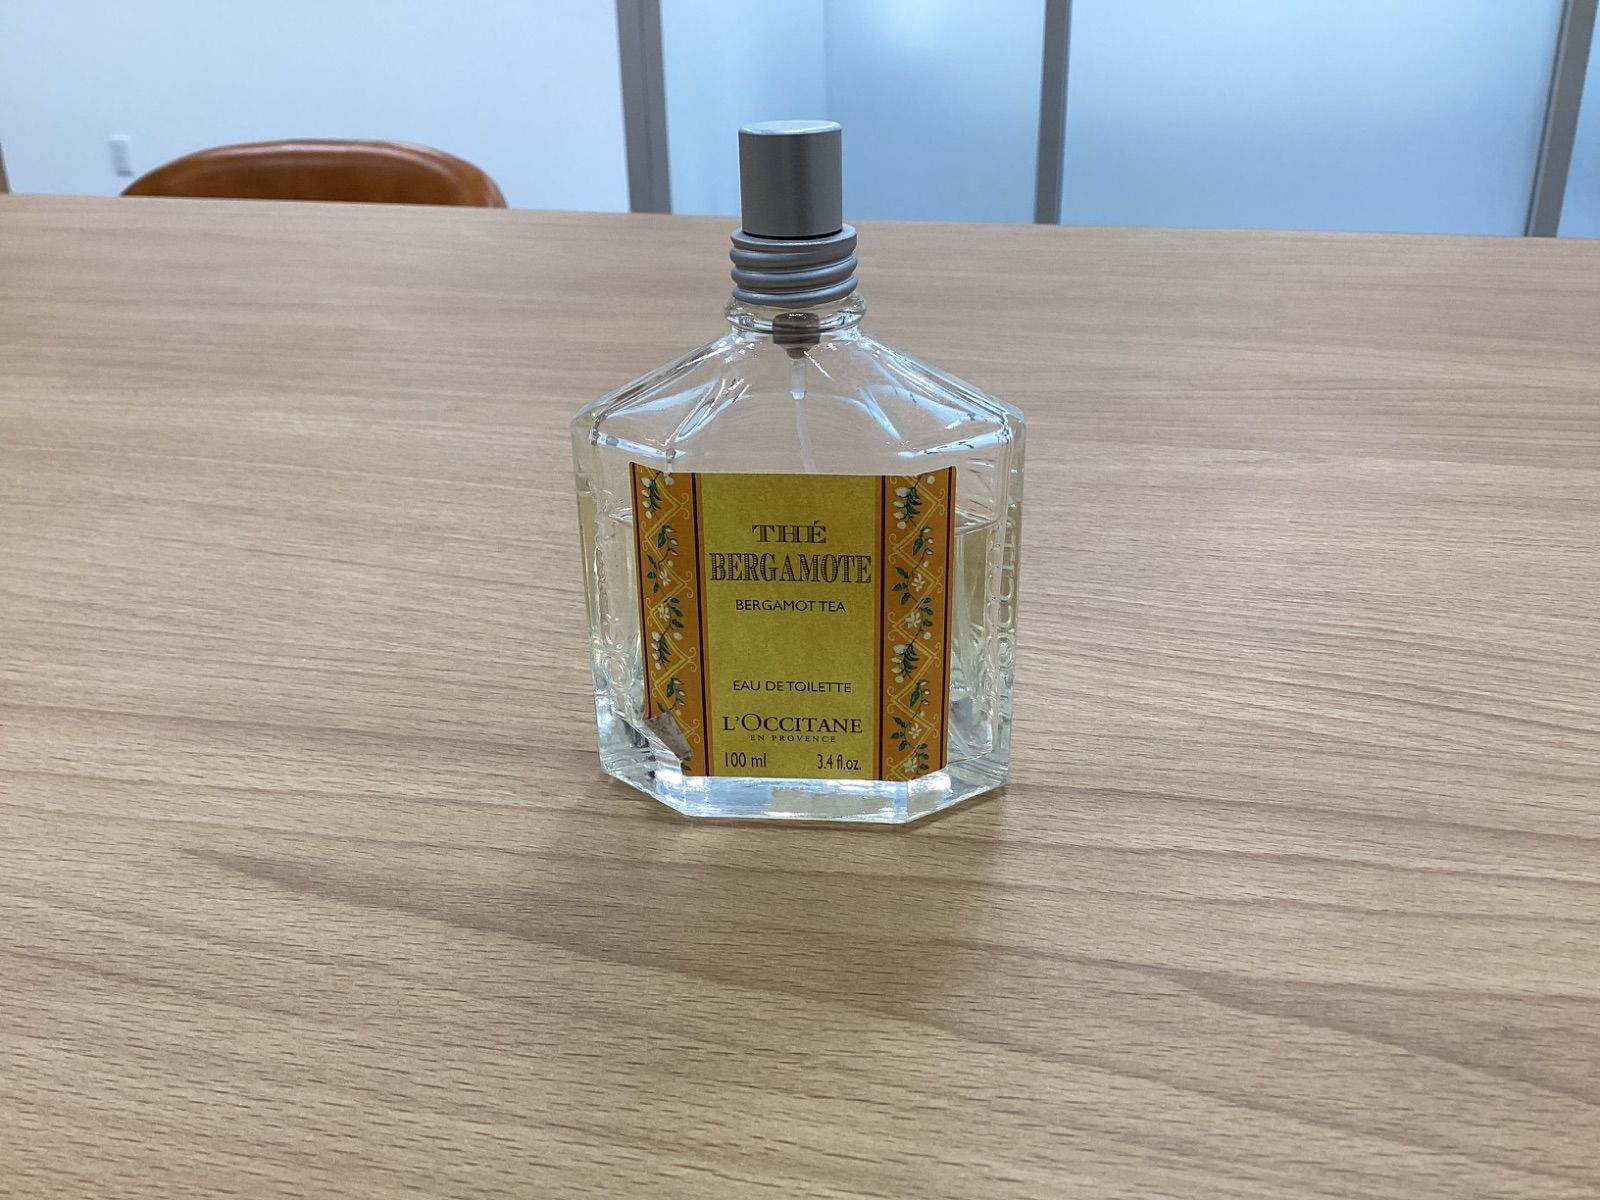 THÉ
BERGAMOTE
BERGAMOT TEA
EAU DE TOILETTE
L'OCCITANE
EN PROVENCE
100 ml 3.4 fl.oz.